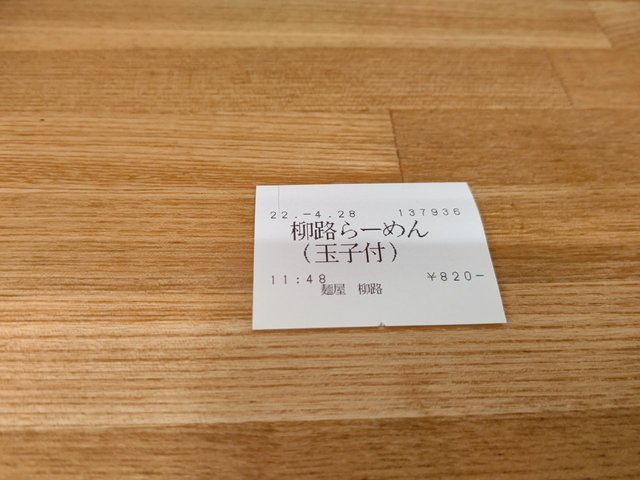 22.-4.28 137936
柳路らーめん
(玉子付)
11:48 ¥820-
麺屋 柳路